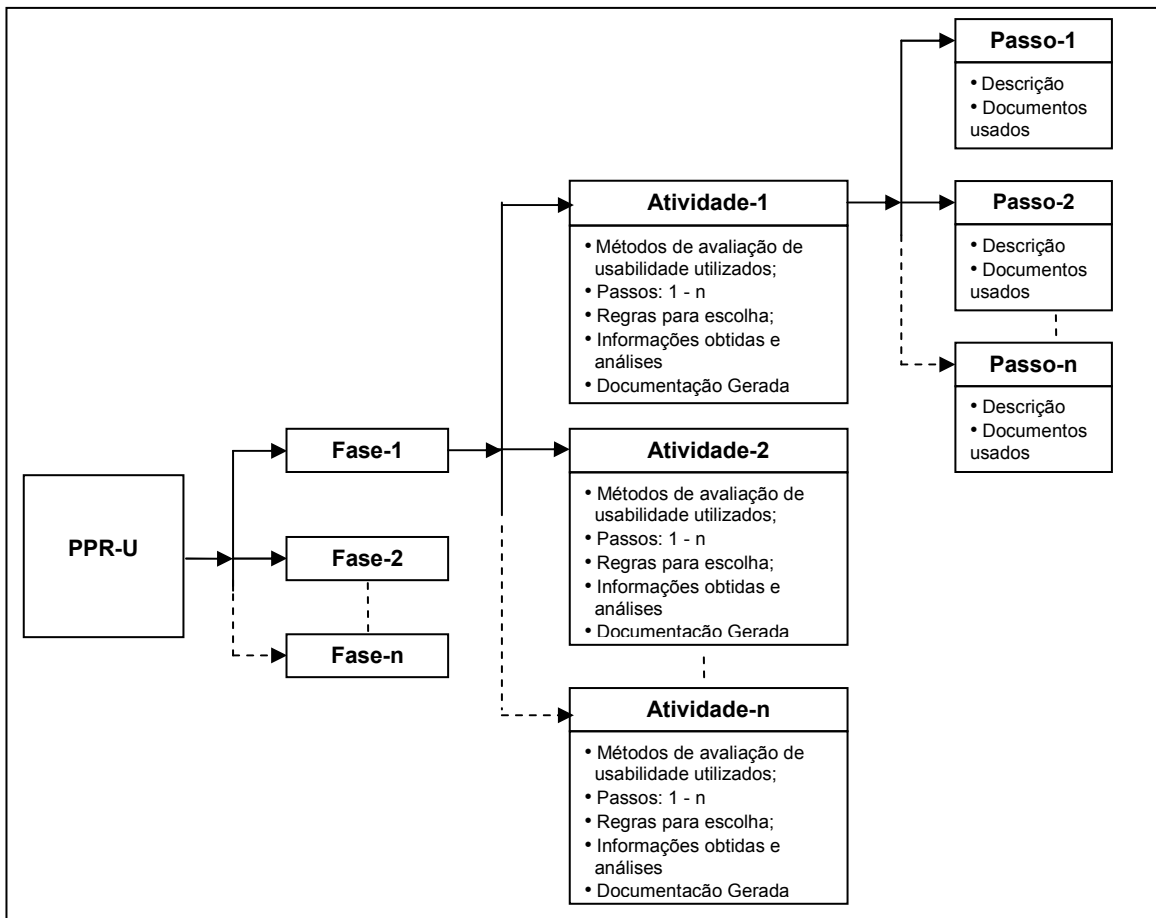 PPR-U
Fase-1
Fase-2
Fase-n
Atividade-1
• Métodos de avaliação de
usabilidade utilizados;
• Passos: 1 - n
• Regras para escolha;
• Informações obtidas e
análises
• Documentação Gerada
Atividade-2
• Métodos de avaliação de
usabilidade utilizados;
• Passos: 1 - n
• Regras para escolha;
• Informações obtidas e
análises
• Documentação Gerada
Atividade-n
• Métodos de avaliação de
usabilidade utilizados;
• Passos: 1 - n
• Regras para escolha;
• Informações obtidas e
análises
• Documentação Gerada
Passo-1
• Descrição
• Documentos
usados
Passo-2
• Descrição
• Documentos
usados
Passo-n
• Descrição
• Documentos
usados